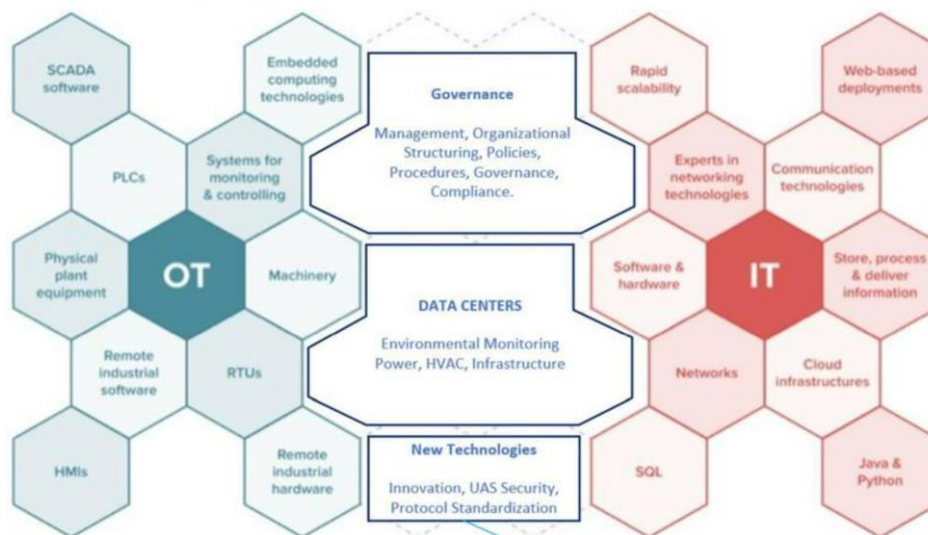 SCADA
software
Embedded
computing
technologies
PLCs
Systems for
monitoring
& controlling
Physical
plant
equipment
OT
Machinery
Remote
industrial
software
RTUs
HMIs
Remote
industrial
hardware
Governance
Management, Organizational
Structuring, Policies,
Procedures, Governance,
Compliance.
DATA CENTERS
Environmental Monitoring
Power, HVAC, Infrastructure
New Technologies
Innovation, UAS Security,
Protocol Standardization
Rapid
scalability
Web-based
deployments
Experts in
networking
technologies
Communication
technologies
Software &
hardware
IT
Store, process
& deliver
information
Networks
Cloud
infrastructures
SQL
Java &
Python